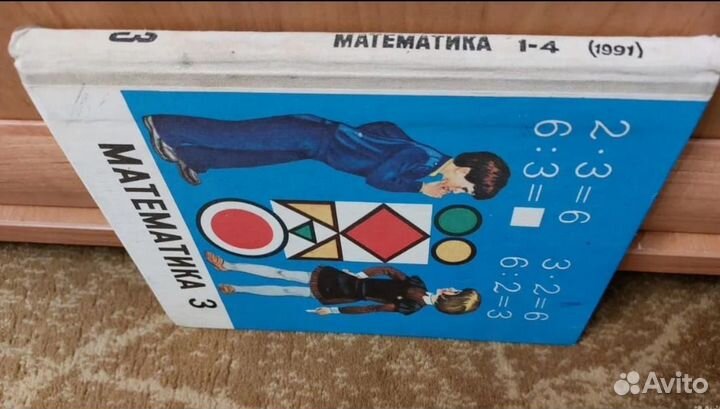 3 МАТЕМАТИКА 1-4 (1991)
МАТЕМАТИКА 3
2·3=6
6:3=
3·2=6
6:2=3
Avito